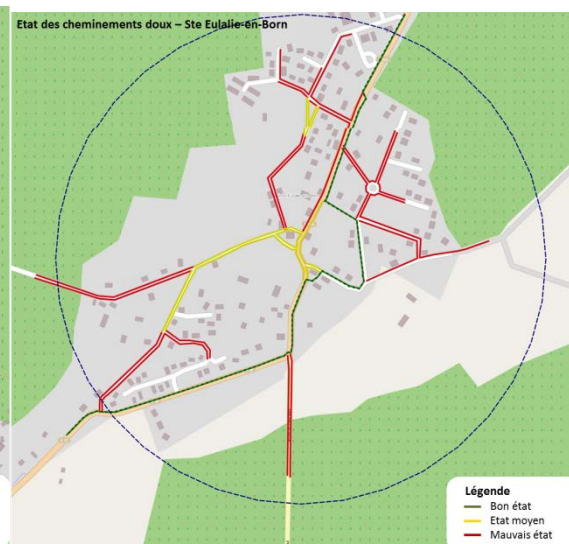 Etat des cheminements doux – Ste Eulalie-en-Born
Légende
Bon état
Etat moyen
Mauvais état